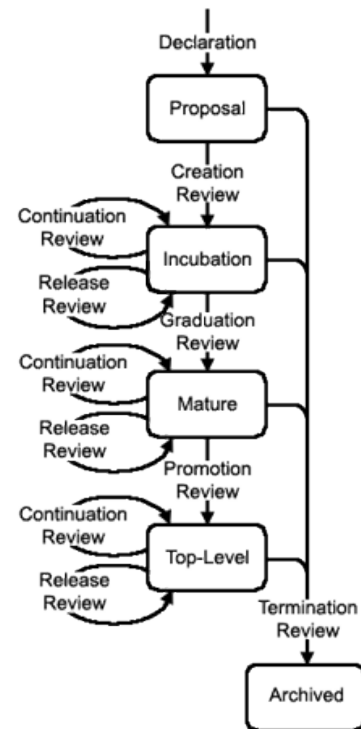 Declaration
Proposal
Creation
Review
Continuation
Review
Incubation
Release
Review
Graduation
Review
Continuation
Review
Mature
Release
Review
Promotion
Review
Continuation
Review
Top-Level
Release
Review
Termination
Review
Archived